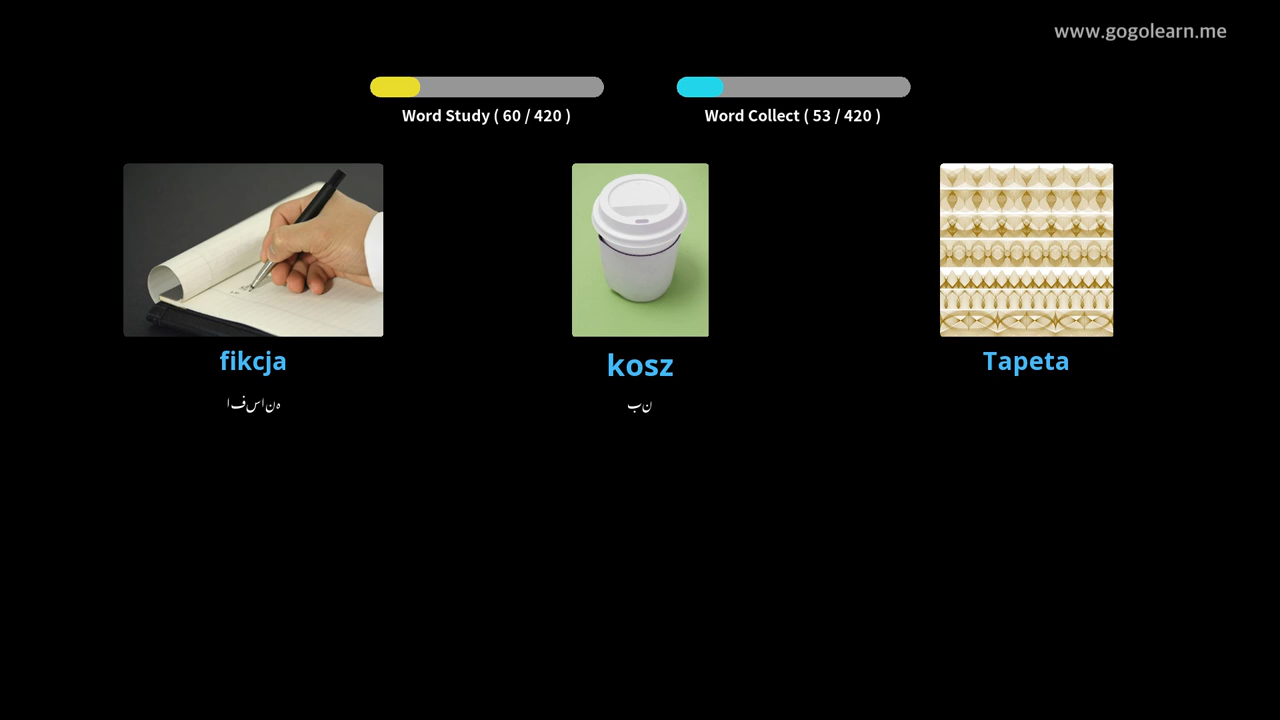 www.gogolearn.me
Word Study ( 60 / 420 )
Word Collect ( 53 / 420 )
fikcja
kosz
Tapeta
افسانہ
بن